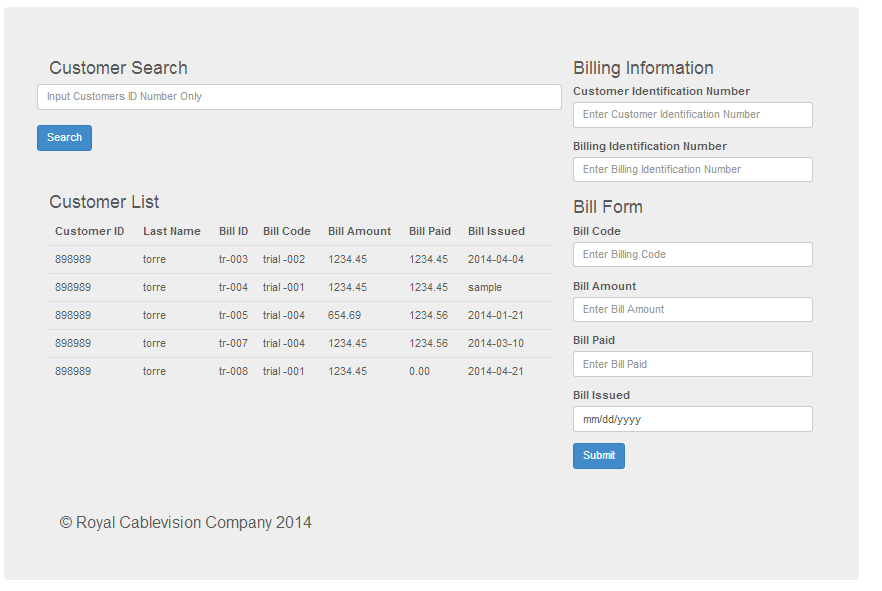 Customer Search
Input Customers ID Number Only
Search
Customer List
Customer ID Last Name Bill ID Bill Code Bill Amount Bill Paid Bill Issued
898989 torre tr-003 trial -002 1234.45 1234.45 2014-04-04
898989 torre tr-004 trial -001 1234.45 1234.45 sample
898989 torre tr-005 trial -004 654.69 1234.56 2014-01-21
898989 torre tr-007 trial -004 1234.45 1234.56 2014-03-10
898989 torre tr-008 trial -001 1234.45 0.00 2014-04-21
Billing Information
Customer Identification Number
Enter Customer Identification Number
Billing Identification Number
Enter Billing Identification Number
Bill Form
Bill Code
Enter Billing Code
Bill Amount
Enter Bill Amount
Bill Paid
Enter Bill Paid
Bill Issued
mm/dd/yyyy
Submit
© Royal Cablevision Company 2014